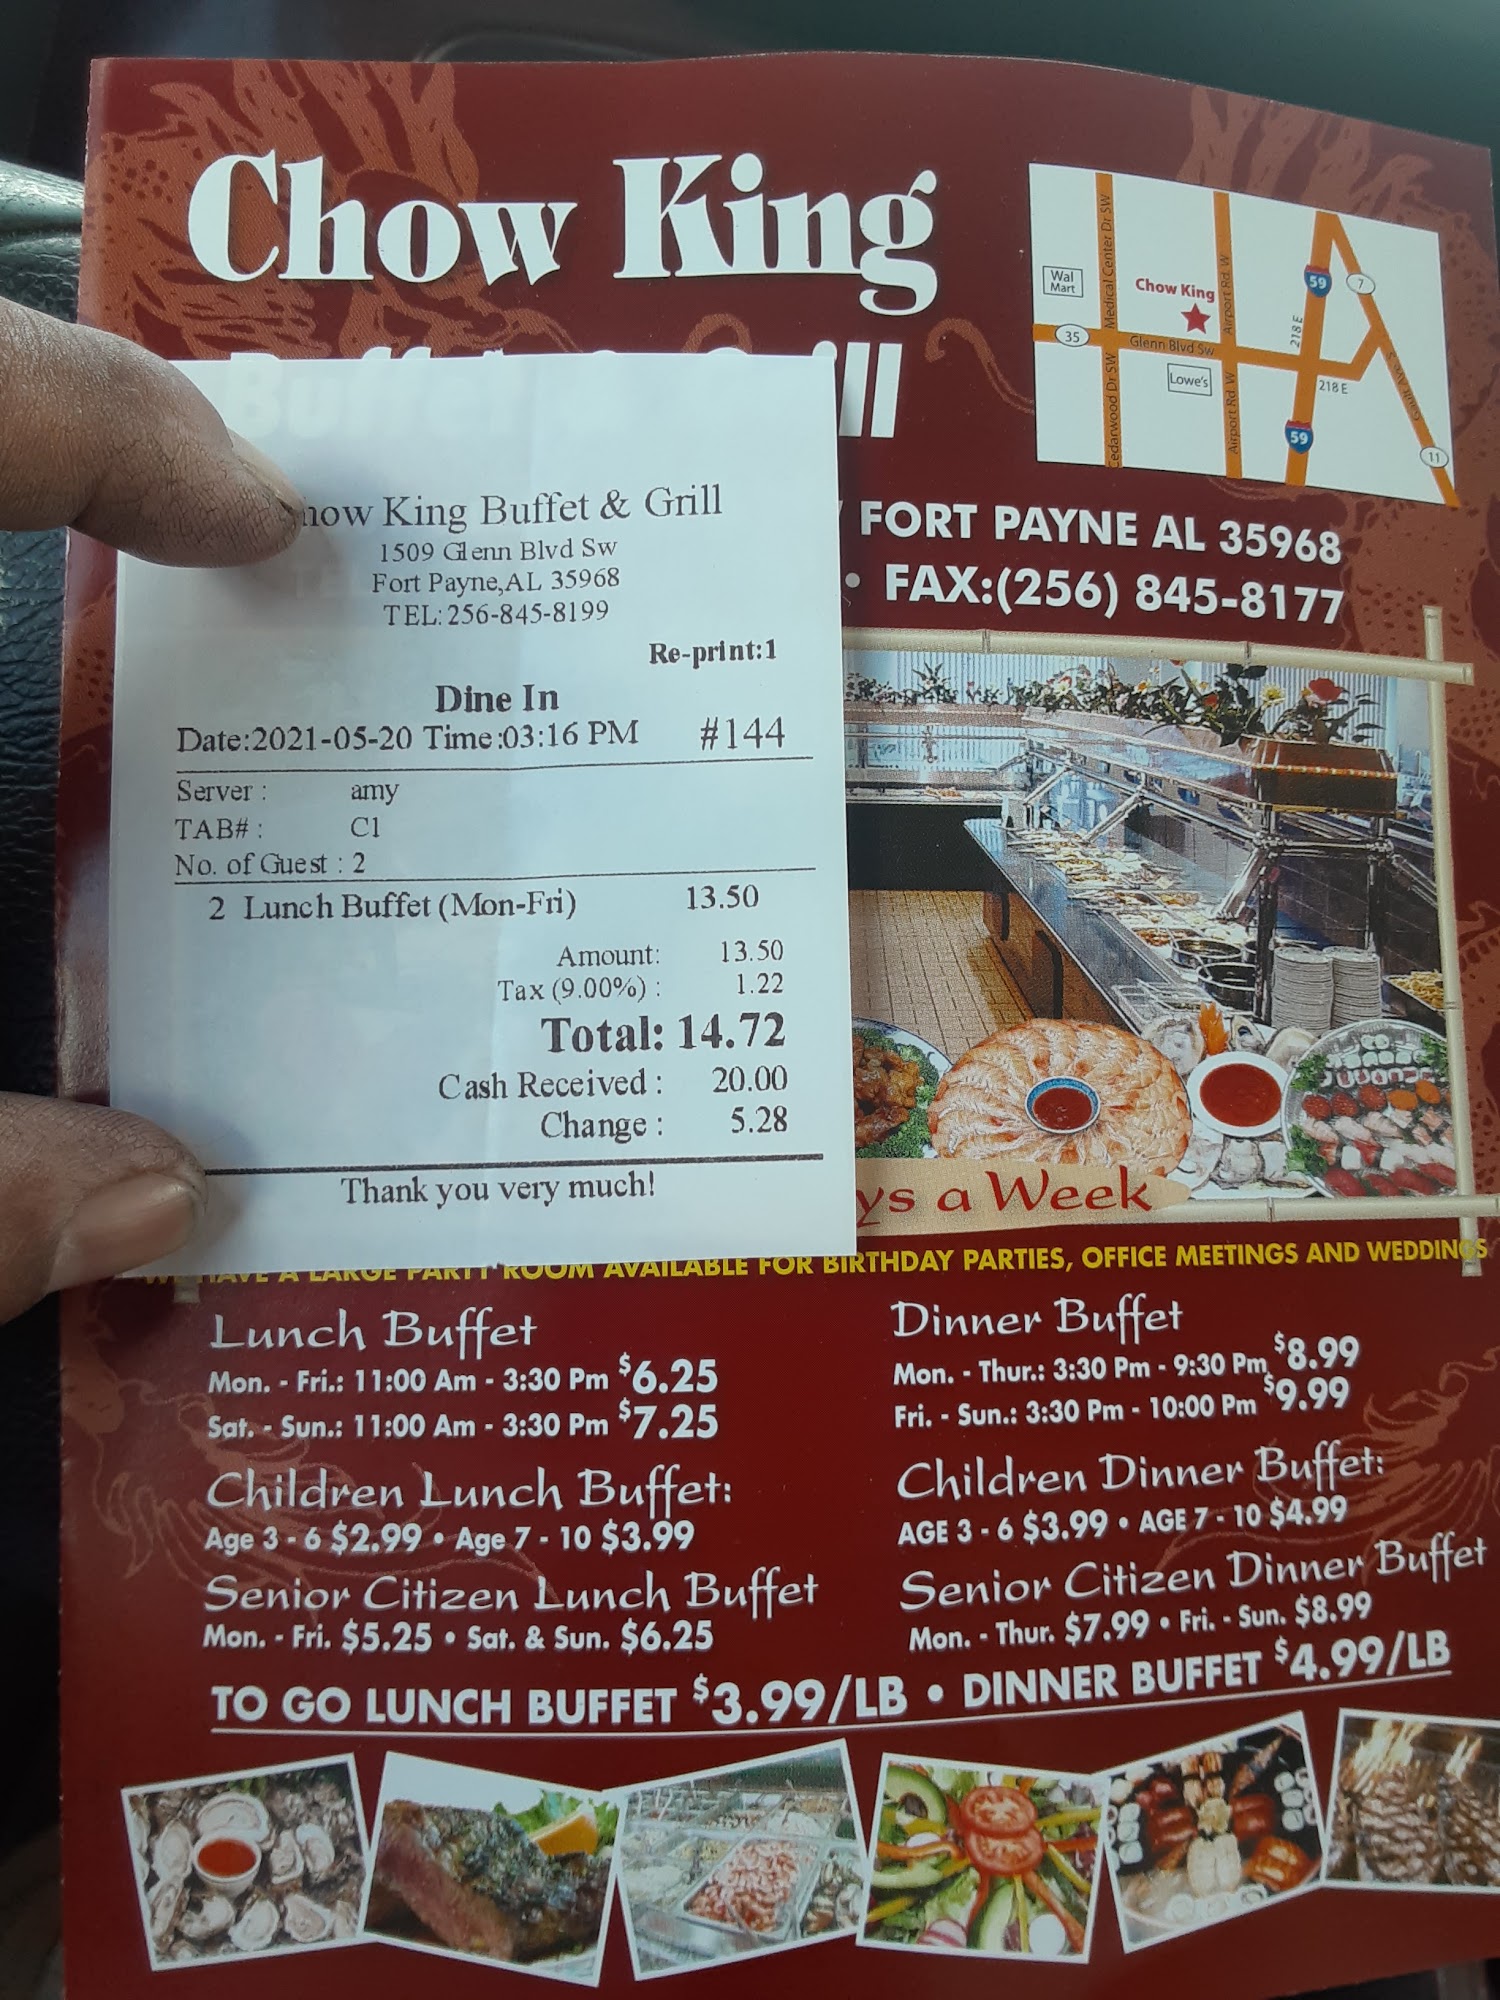 Chow King
Wal
Mart
Chow King
Medical Center Dr SW
Airport Rd. W
35
Glenn Blvd SW
Lowe's
Cedarwood Dr SW
Airport Rd W
218 E
59
7
218 E
59
Gault Ave S
11
FORT PAYNE AL 35968
• FAX:(256) 845-8177
King Buffet & Grill
1509 Glenn Blvd Sw
Fort Payne,AL 35968
TEL:256-845-8199
Re-print:1
Dine In
Date:2021-05-20 Time:03:16 PM #144
Server : amy
TAB# : C1
No. of Guest : 2
2 Lunch Buffet (Mon-Fri) 13.50
Amount: 13.50
Tax (9.00%) : 1.22
Total: 14.72
Cash Received : 20.00
Change : 5.28
Thank you very much!
a Week
WE HAVE A LARGE PARTY ROOM AVAILABLE FOR BIRTHDAY PARTIES, OFFICE MEETINGS AND WEDDINGS
Lunch Buffet
Mon. - Fri.: 11:00 Am - 3:30 Pm $6.25
Sat. - Sun.: 11:00 Am - 3:30 Pm $7.25
Children Lunch Buffet:
Age 3 - 6 $2.99 • Age 7 - 10 $3.99
Senior Citizen Lunch Buffet
Mon. - Fri. $5.25 • Sat. & Sun. $6.25
Dinner Buffet
Mon. - Thur.: 3:30 Pm - 9:30 Pm $8.99
Fri. - Sun.: 3:30 Pm - 10:00 Pm $9.99
Children Dinner Buffet:
AGE 3 - 6 $3.99 • AGE 7 - 10 $4.99
Senior Citizen Dinner Buffet
Mon. - Thur. $7.99 • Fri. - Sun. $8.99
TO GO LUNCH BUFFET $3.99/LB • DINNER BUFFET $4.99/LB